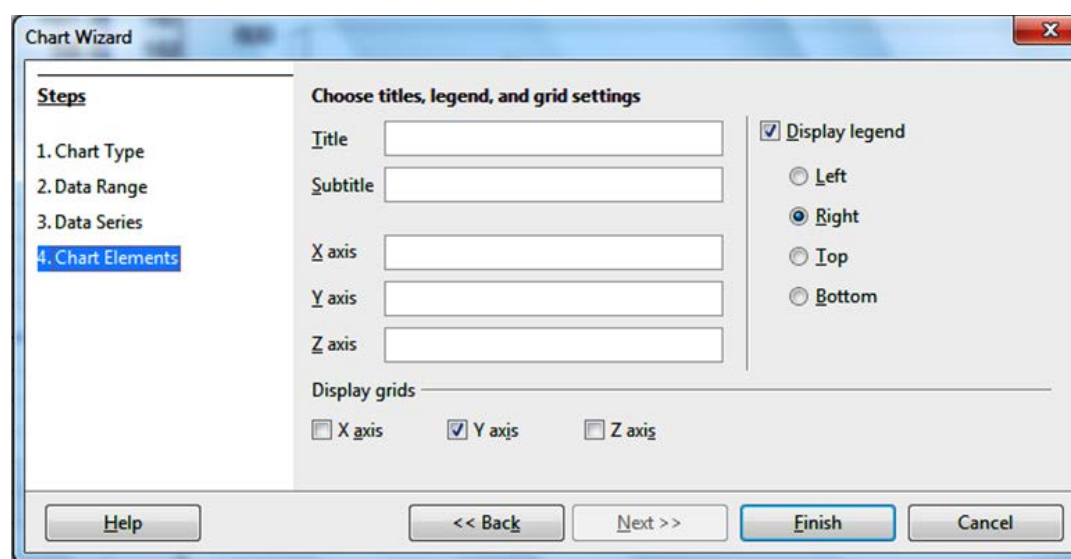 Chart Wizard
Steps
1. Chart Type
2. Data Range
3. Data Series
4. Chart Elements
Choose titles, legend, and grid settings
Title
Subtitle
X axis
Y axis
Z axis
Display legend
Left
Right
Top
Bottom
Display grids
X axis Y axis Z axis
Help << Back Next >> Finish Cancel